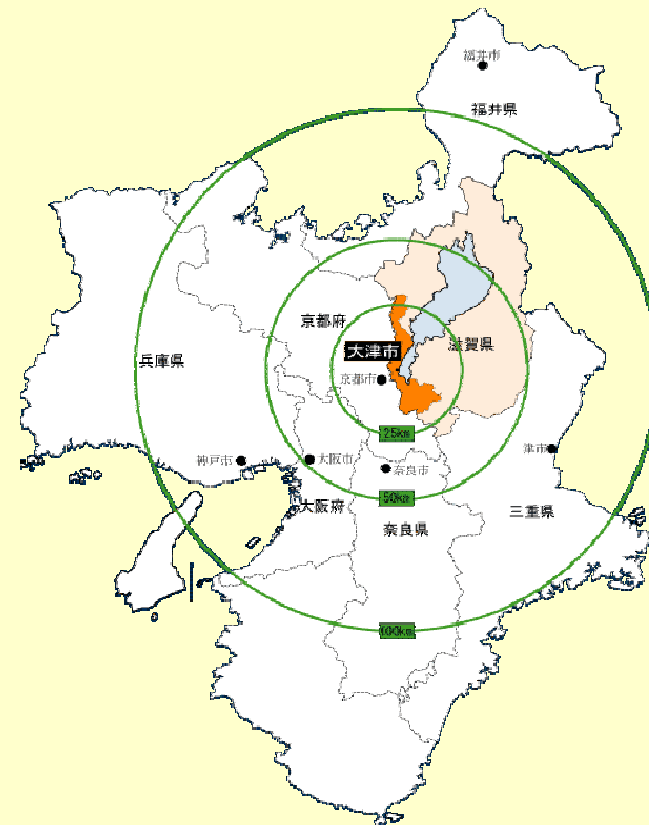 福井市
福井県
京都府
大津市
滋賀県
兵庫県
京都市
25km
津市
神戸市
大阪市
奈良市
50km
大阪府
三重県
奈良県
100km